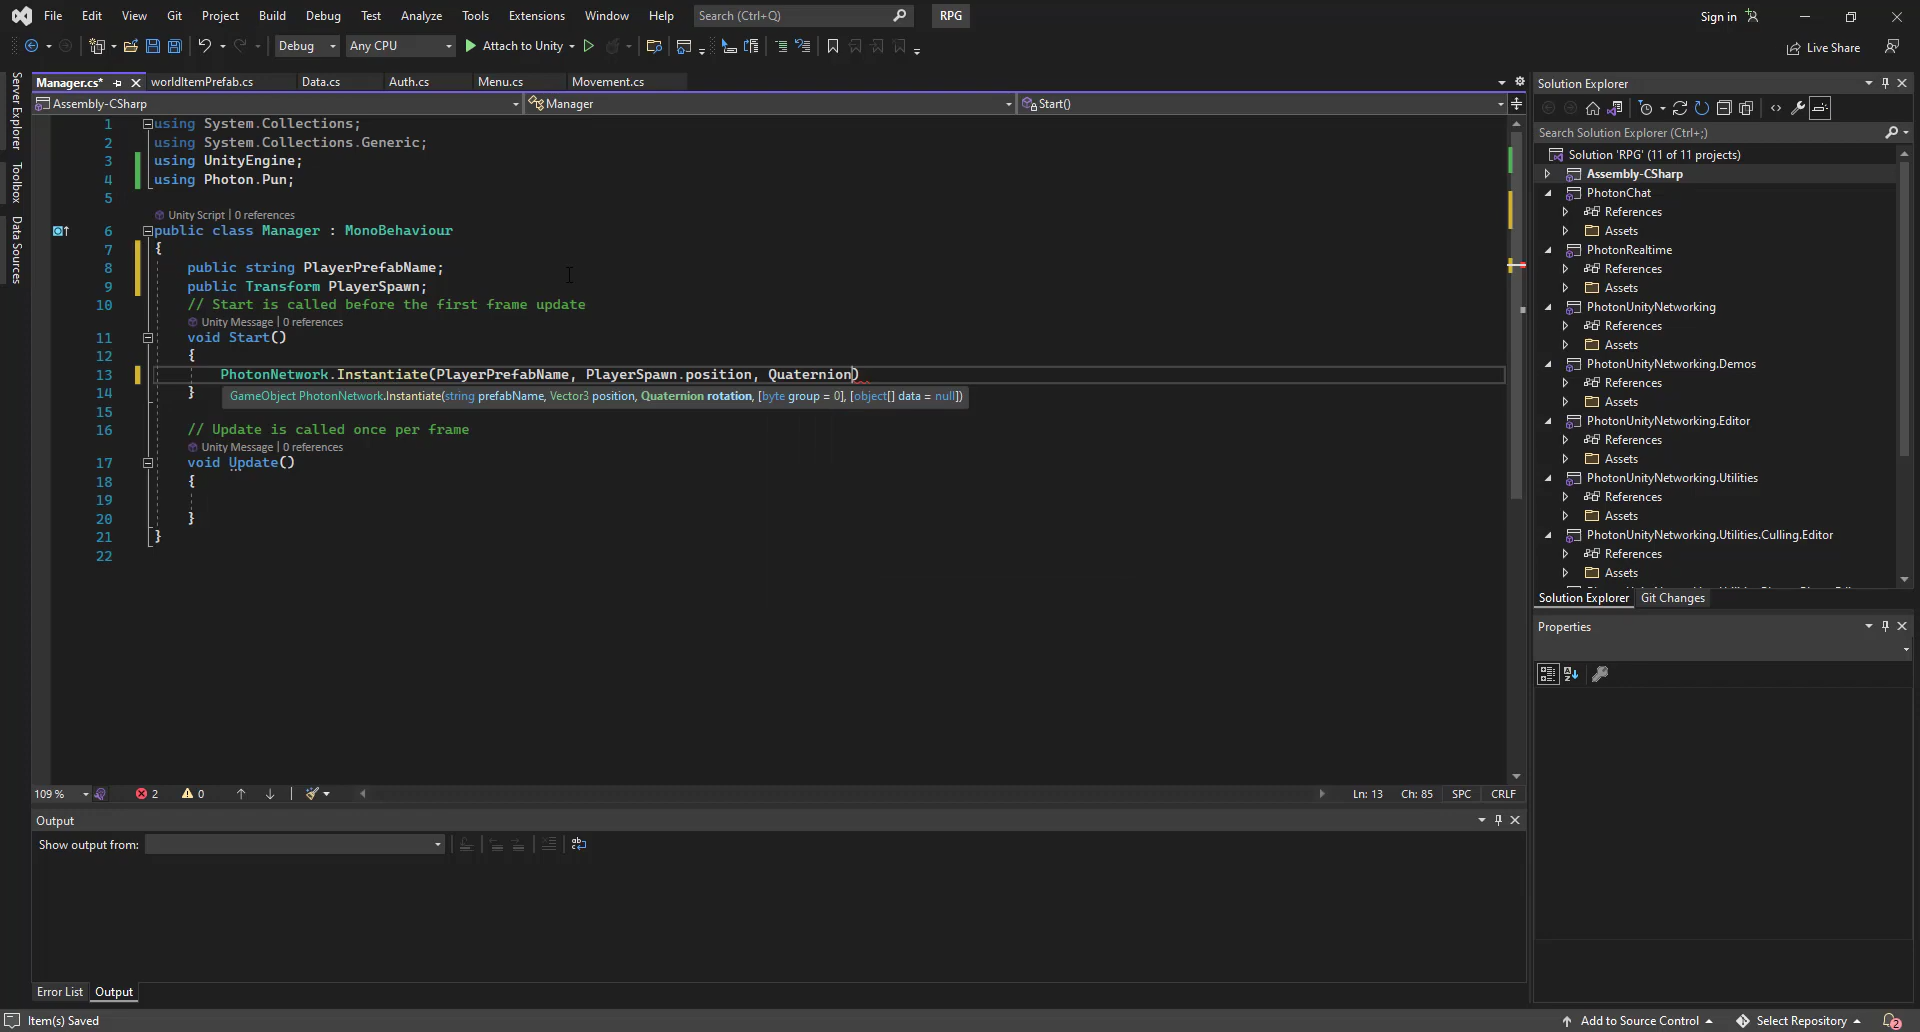 File Edit View Git Project Build Debug Test Analyze Tools Extensions Window Help Search (Ctrl+Q) RPG Sign in
Debug Any CPU Attach to Unity Live Share
Manager.cs* worldItemPrefab.cs Data.cs Auth.cs Menu.cs Movement.cs
Assembly-CSharp Manager Start()
Server Explorer
Toolbox
Data Sources
1 using System.Collections;
2 using System.Collections.Generic;
3 using UnityEngine;
4 using Photon.Pun;
5
Unity Script | 0 references
6 public class Manager : MonoBehaviour
7 {
8 public string PlayerPrefabName;
9 public Transform PlayerSpawn;
10 // Start is called before the first frame update
Unity Message | 0 references
11 void Start()
12 {
13 PhotonNetwork.Instantiate(PlayerPrefabName, PlayerSpawn.position, Quaternion)
14 }
GameObject PhotonNetwork.Instantiate(string prefabName, Vector3 position, Quaternion rotation, [byte group = 0], [object[] data = null])
15
16 // Update is called once per frame
Unity Message | 0 references
17 void Update()
18 {
19
20 }
21 }
22
109 % 2 0 Ln: 13 Ch: 85 SPC CRLF
Output
Show output from:
Error List Output
Solution Explorer
Search Solution Explorer (Ctrl+;)
Solution 'RPG' (11 of 11 projects)
Assembly-CSharp
PhotonChat
References
Assets
PhotonRealtime
References
Assets
PhotonUnityNetworking
References
Assets
PhotonUnityNetworking.Demos
References
Assets
PhotonUnityNetworking.Editor
References
Assets
PhotonUnityNetworking.Utilities
References
Assets
PhotonUnityNetworking.Utilities.Culling.Editor
References
Assets
Solution Explorer Git Changes
Properties
Item(s) Saved Add to Source Control Select Repository 2